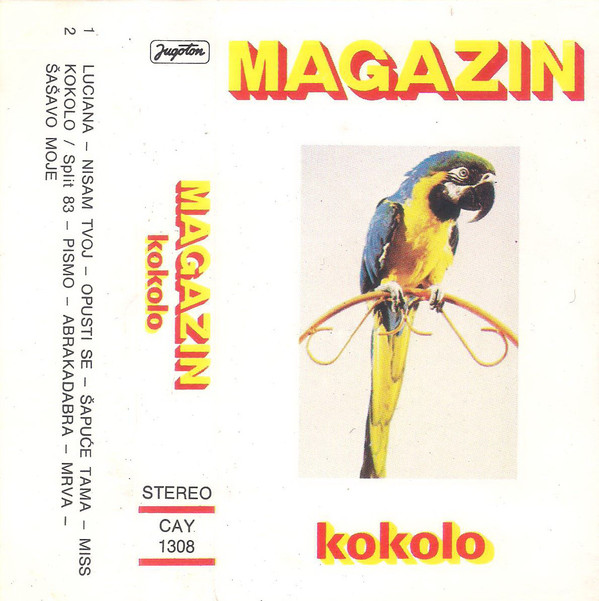 1 LUCIANA – NISAM TVOJ – OPUSTI SE – ŠAPUĆE TAMA – MISS
2 KOKOLO / Split 83 – PISMO – ABRAKADABRA – MRVA –
ŠAŠAVO MOJE
Jugoton
MAGAZIN
kokolo
STEREO
CAY
1308
MAGAZIN
kokolo